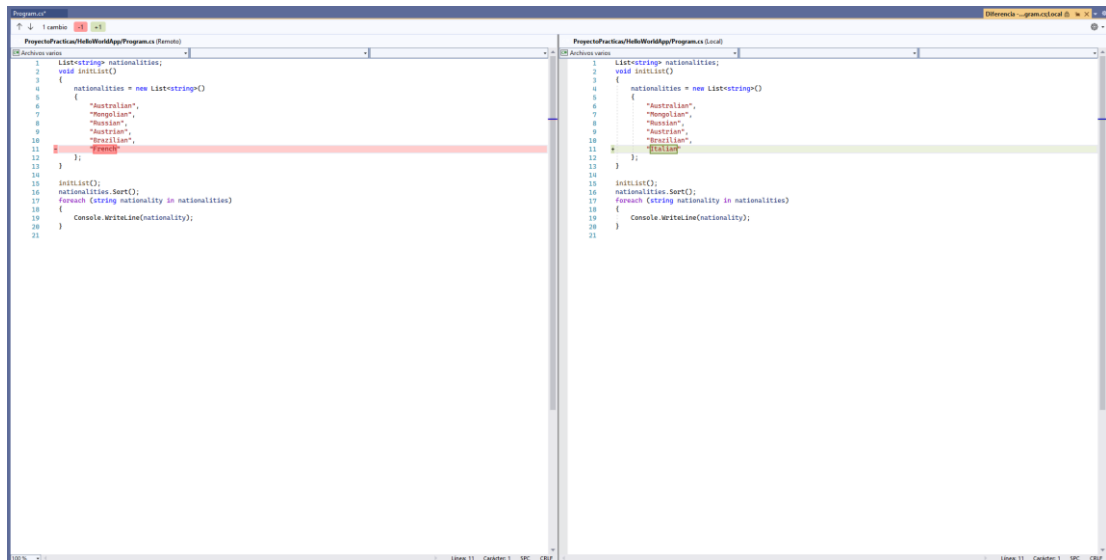 Program.cs*
Diferencia -...gram.cs;Local
1 cambio -1 +1
ProyectoPracticas/HelloWorldApp/Program.cs (Remoto)
Archivos varios
1 List<string> nationalities;
2 void initList()
3 {
4 nationalities = new List<string>()
5 {
6 "Australian",
7 "Mongolian",
8 "Russian",
9 "Austrian",
10 "Brazilian",
11 - "French"
12 };
13 }
14
15 initList();
16 nationalities.Sort();
17 foreach (string nationality in nationalities)
18 {
19 Console.WriteLine(nationality);
20 }
21
ProyectoPracticas/HelloWorldApp/Program.cs (Local)
Archivos varios
1 List<string> nationalities;
2 void initList()
3 {
4 nationalities = new List<string>()
5 {
6 "Australian",
7 "Mongolian",
8 "Russian",
9 "Austrian",
10 "Brazilian",
11 + "Italian"
12 };
13 }
14
15 initList();
16 nationalities.Sort();
17 foreach (string nationality in nationalities)
18 {
19 Console.WriteLine(nationality);
20 }
21
100 %
Línea: 11 Carácter: 1 SPC CRLF
Línea: 11 Carácter: 1 SPC CRLF